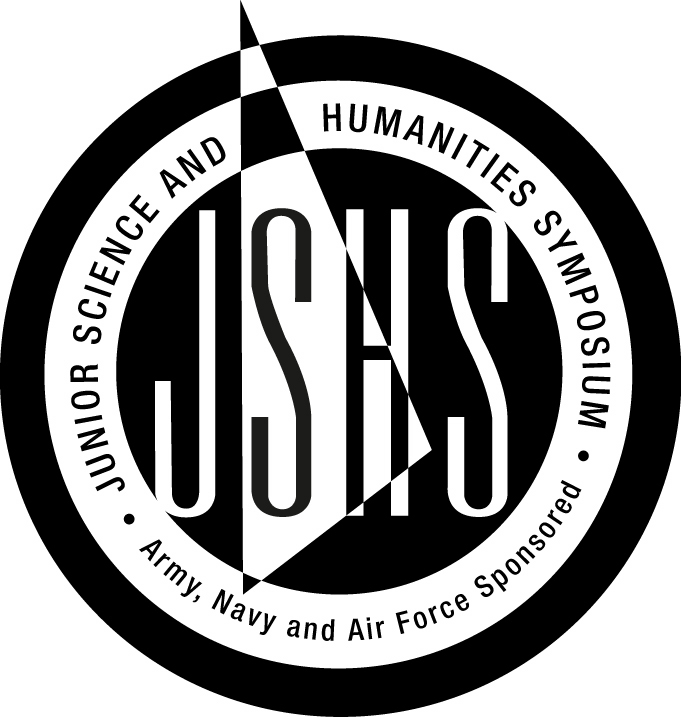 JUNIOR SCIENCE AND HUMANITIES SYMPOSIUM
JSHS
• Army, Navy and Air Force Sponsored •